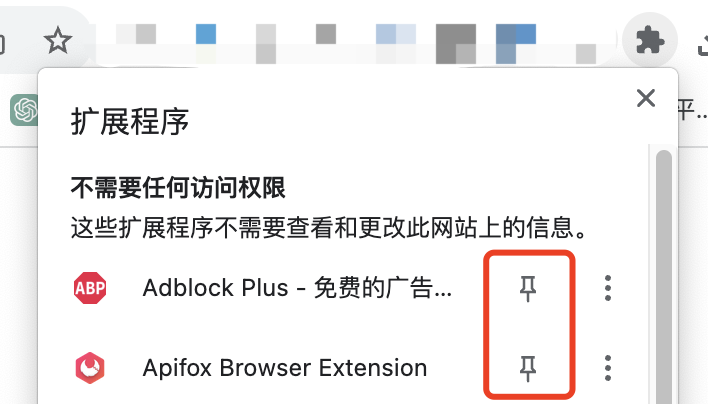 平..
扩展程序
不需要任何访问权限
这些扩展程序不需要查看和更改此网站上的信息。
ABP
Adblock Plus - 免费的广告...
Apifox Browser Extension